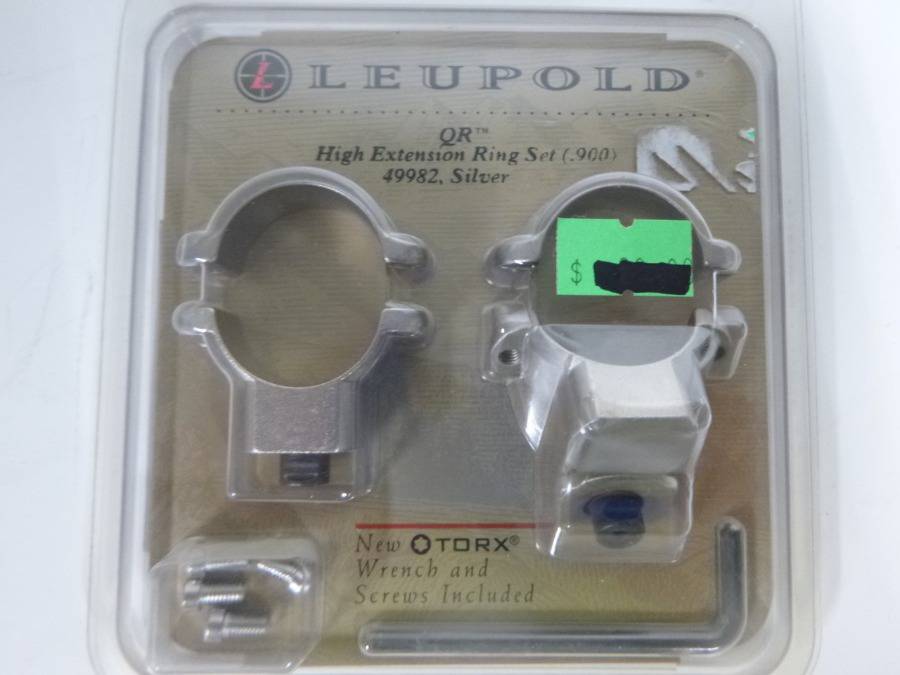 L LEUPOLD®
QR™
High Extension Ring Set (.900)
49982, Silver
$
New TORX®
Wrench and
Screws Included